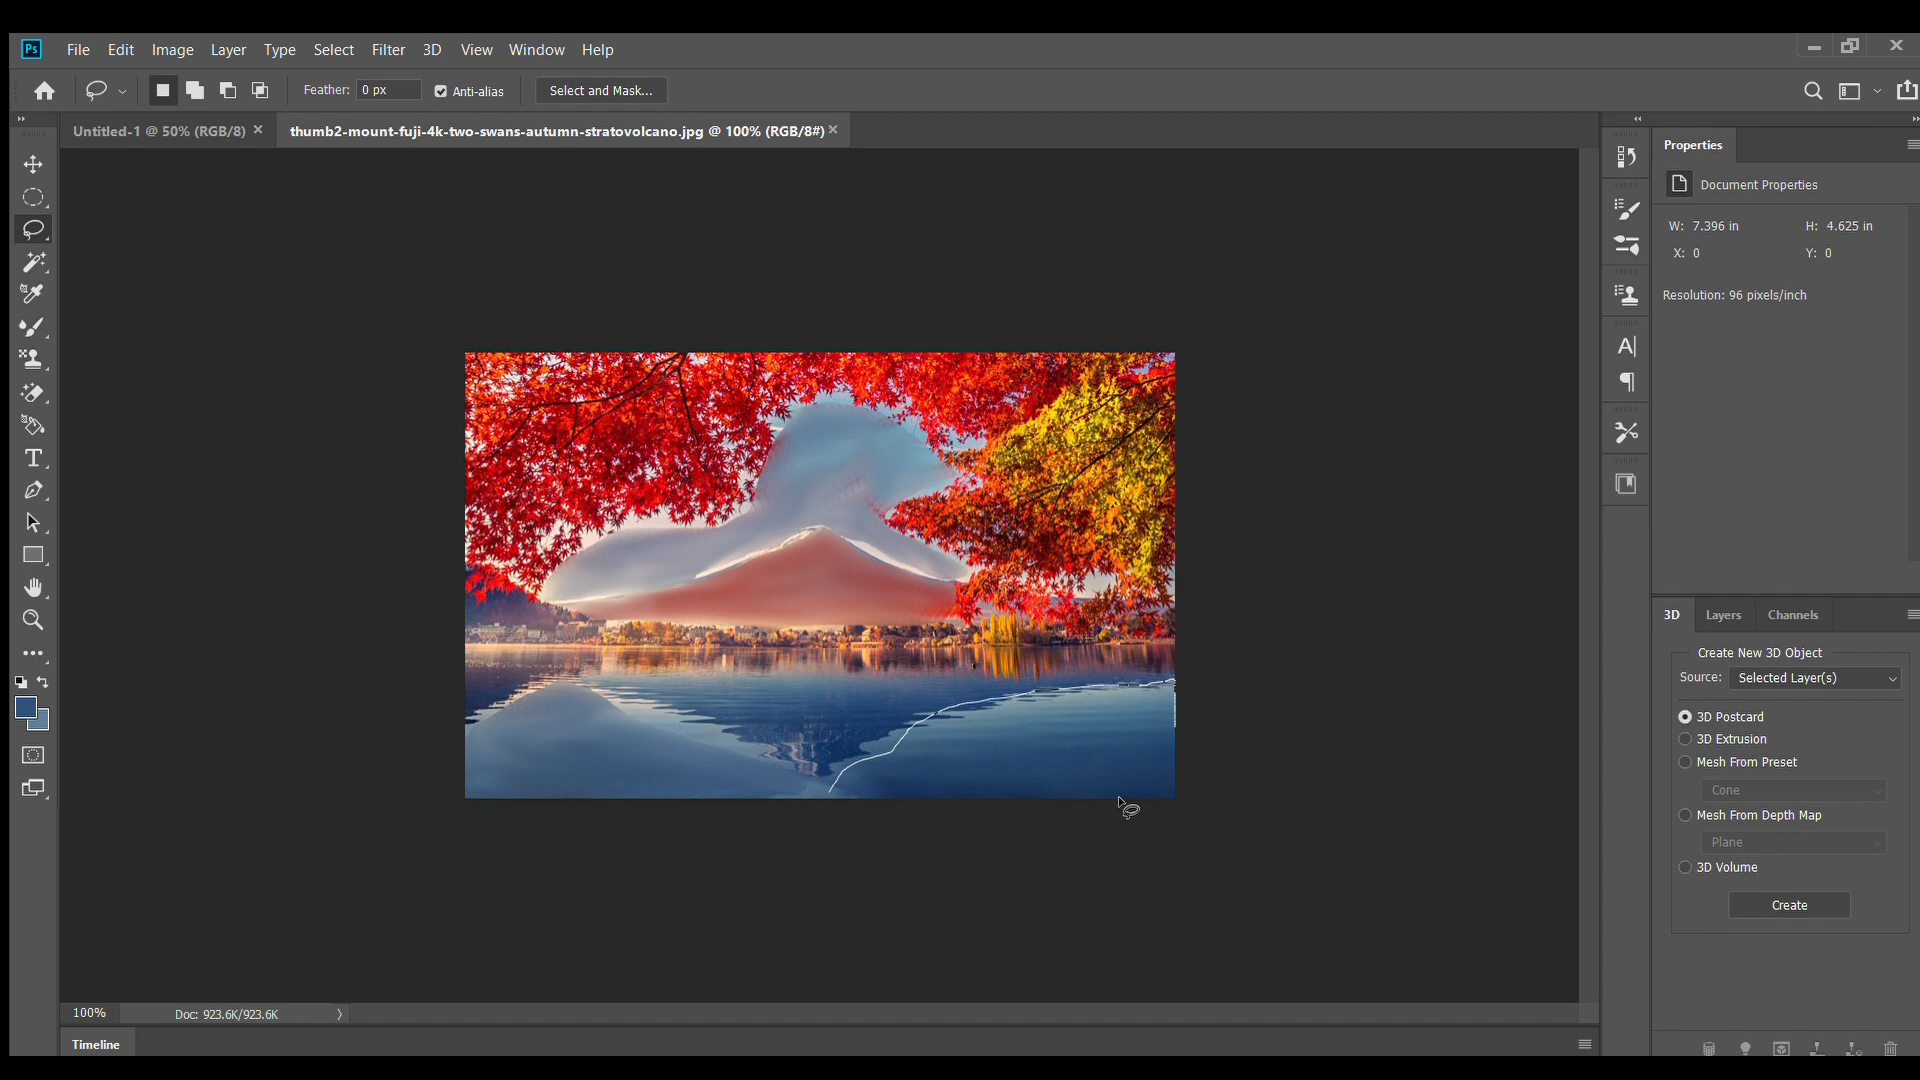 Ps File Edit Image Layer Type Select Filter 3D View Window Help
Feather: 0 px Anti-alias Select and Mask...
Untitled-1 @ 50% (RGB/8) × thumb2-mount-fuji-4k-two-swans-autumn-stratovolcano.jpg @ 100% (RGB/8#) ×
Properties
Document Properties
W: 7.396 in H: 4.625 in
X: 0 Y: 0
Resolution: 96 pixels/inch
3D Layers Channels
Create New 3D Object
Source: Selected Layer(s)
3D Postcard
3D Extrusion
Mesh From Preset
Cone
Mesh From Depth Map
Plane
3D Volume
Create
100% Doc: 923.6K/923.6K
Timeline